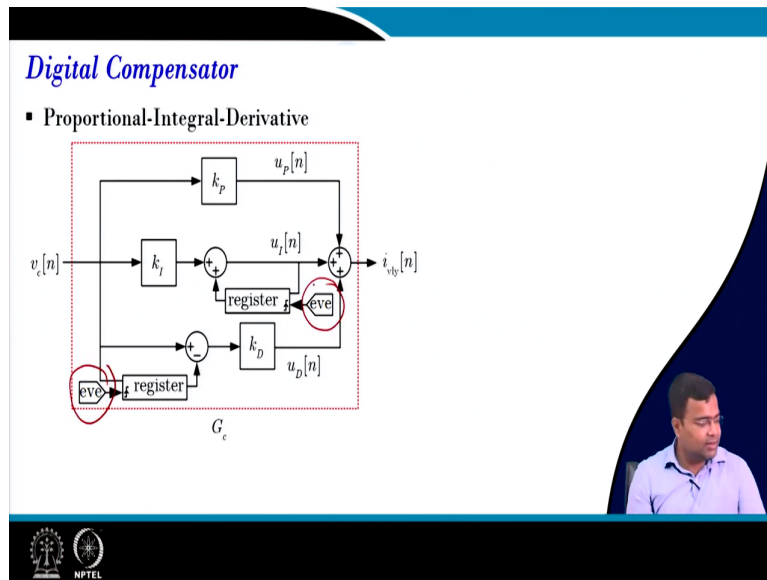 Digital Compensator
▪ Proportional-Integral-Derivative
u_P[n]
k_P
u_I[n]
v_c[n]
k_I
i_vly[n]
register
eve
k_D
u_D[n]
eve
register
G_c
NPTEL